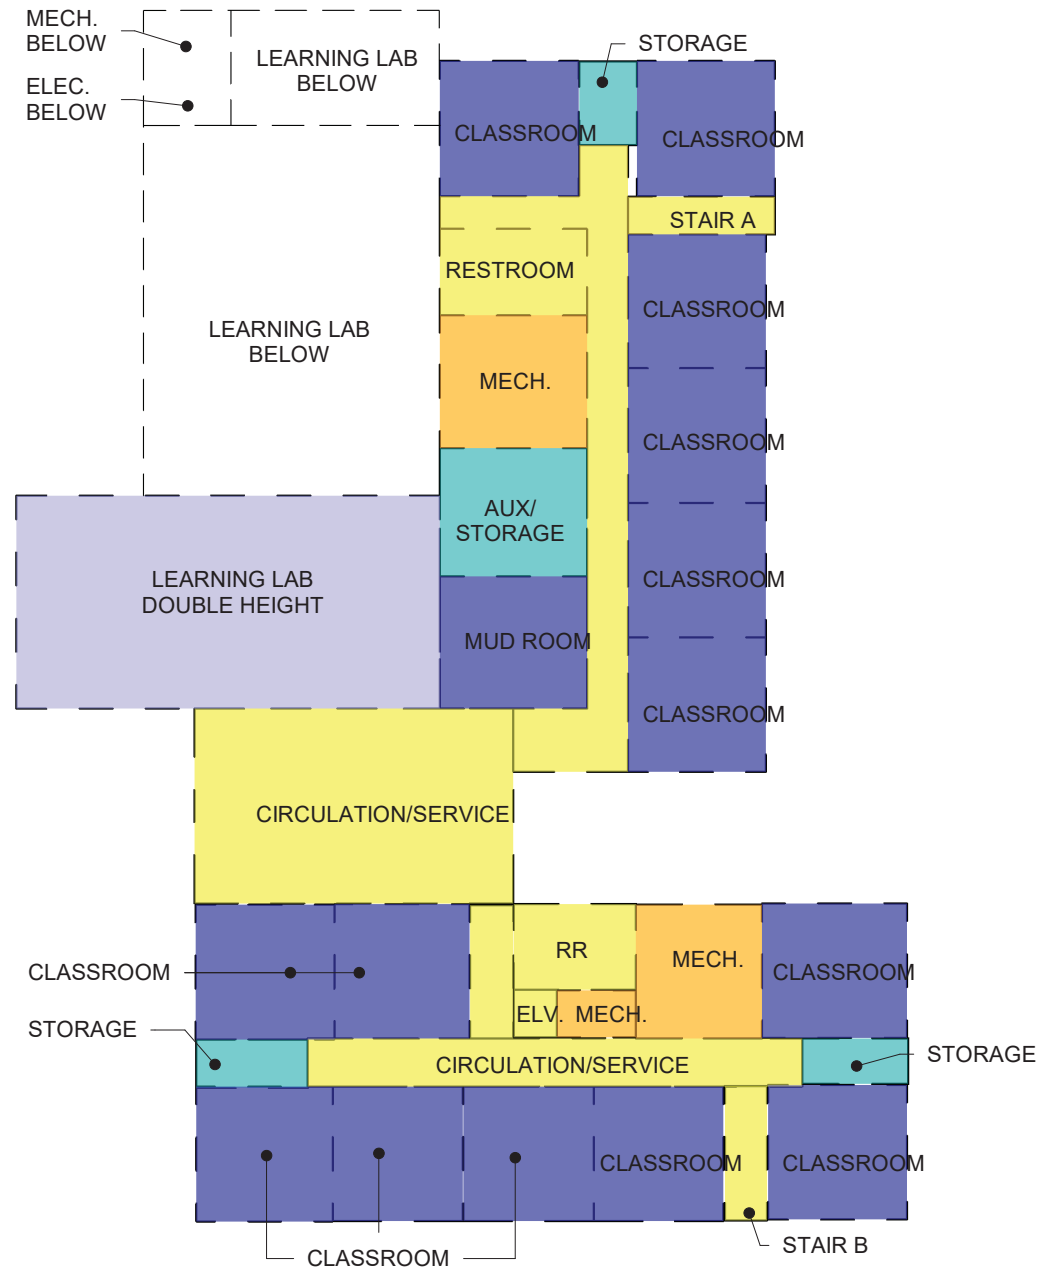 MECH.
BELOW
ELEC.
BELOW
LEARNING LAB
BELOW
STORAGE
CLASSROOM
CLASSROOM
STAIR A
RESTROOM
CLASSROOM
LEARNING LAB
BELOW
MECH.
CLASSROOM
AUX/
STORAGE
LEARNING LAB
DOUBLE HEIGHT
CLASSROOM
MUD ROOM
CLASSROOM
CIRCULATION/SERVICE
RR
MECH.
CLASSROOM
CLASSROOM
ELV.
MECH.
STORAGE
CIRCULATION/SERVICE
STORAGE
CLASSROOM
CLASSROOM
STAIR B
CLASSROOM